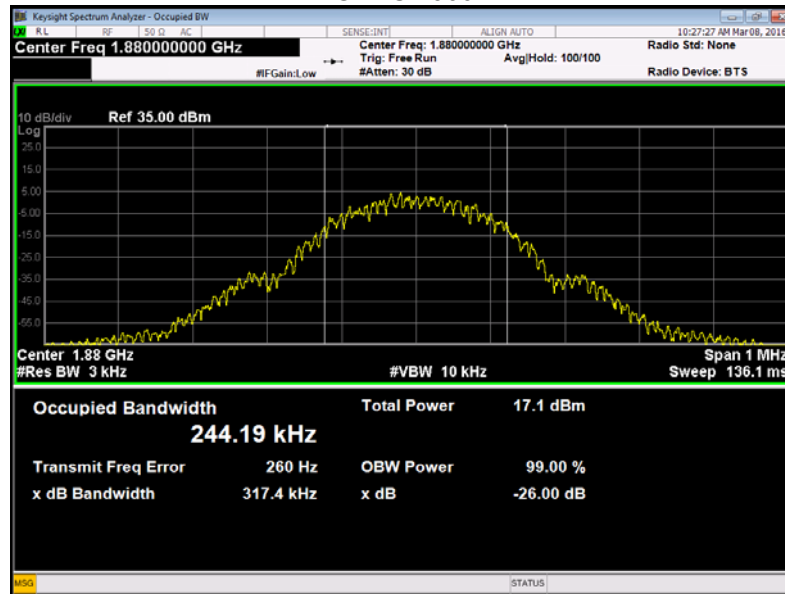 Keysight Spectrum Analyzer - Occupied BW
RL RF 50 Ω AC SENSE:INT ALIGN AUTO 10:27:27 AM Mar 08, 2016
Center Freq 1.880000000 GHz Center Freq: 1.880000000 GHz Radio Std: None
Trig: Free Run Avg|Hold: 100/100
#IFGain:Low #Atten: 30 dB Radio Device: BTS
10 dB/div Ref 35.00 dBm
Log
25.0
15.0
5.00
-5.00
-15.0
-25.0
-35.0
-45.0
-55.0
Center 1.88 GHz Span 1 MHz
#Res BW 3 kHz #VBW 10 kHz Sweep 136.1 ms
Occupied Bandwidth Total Power 17.1 dBm
244.19 kHz
Transmit Freq Error 260 Hz OBW Power 99.00 %
x dB Bandwidth 317.4 kHz x dB -26.00 dB
MSG STATUS